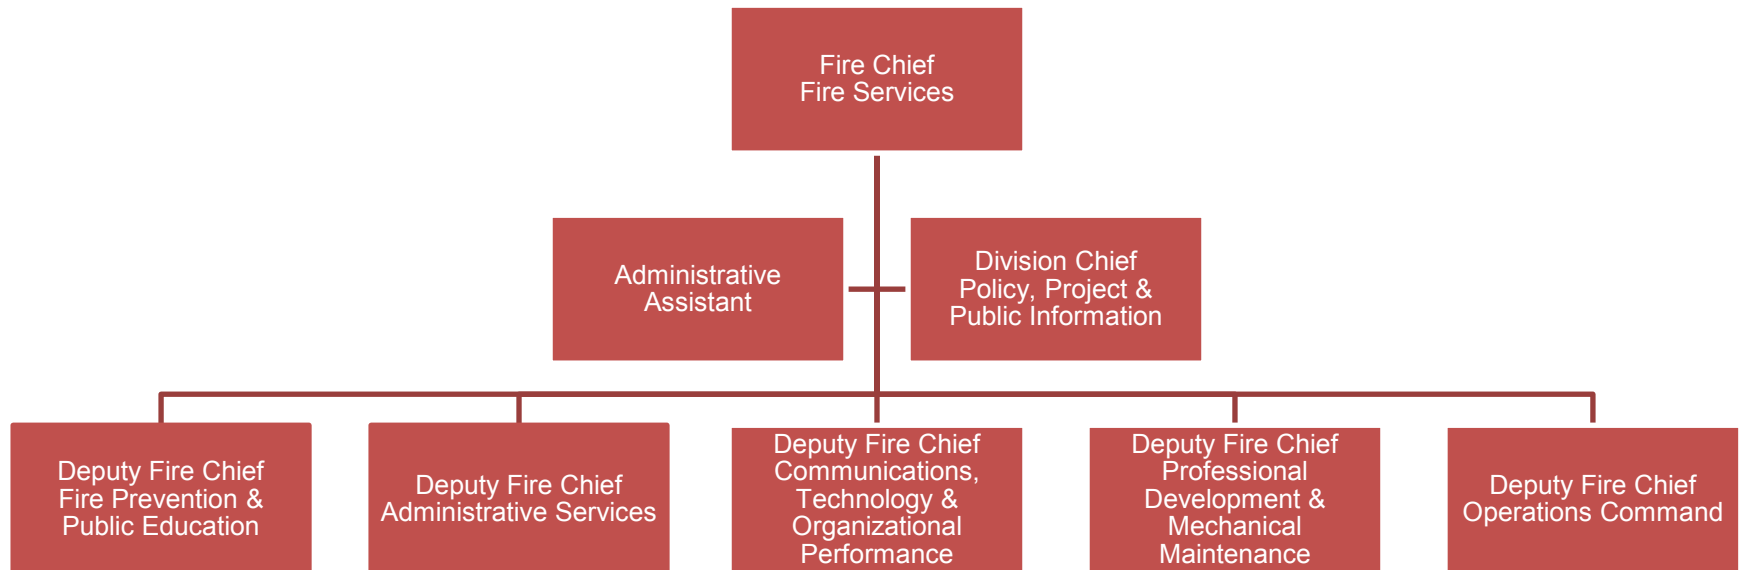 Fire Chief
Fire Services
Administrative
Assistant
Division Chief
Policy, Project &
Public Information
Deputy Fire Chief
Fire Prevention &
Public Education
Deputy Fire Chief
Administrative Services
Deputy Fire Chief
Communications,
Technology &
Organizational
Performance
Deputy Fire Chief
Professional
Development &
Mechanical
Maintenance
Deputy Fire Chief
Operations Command